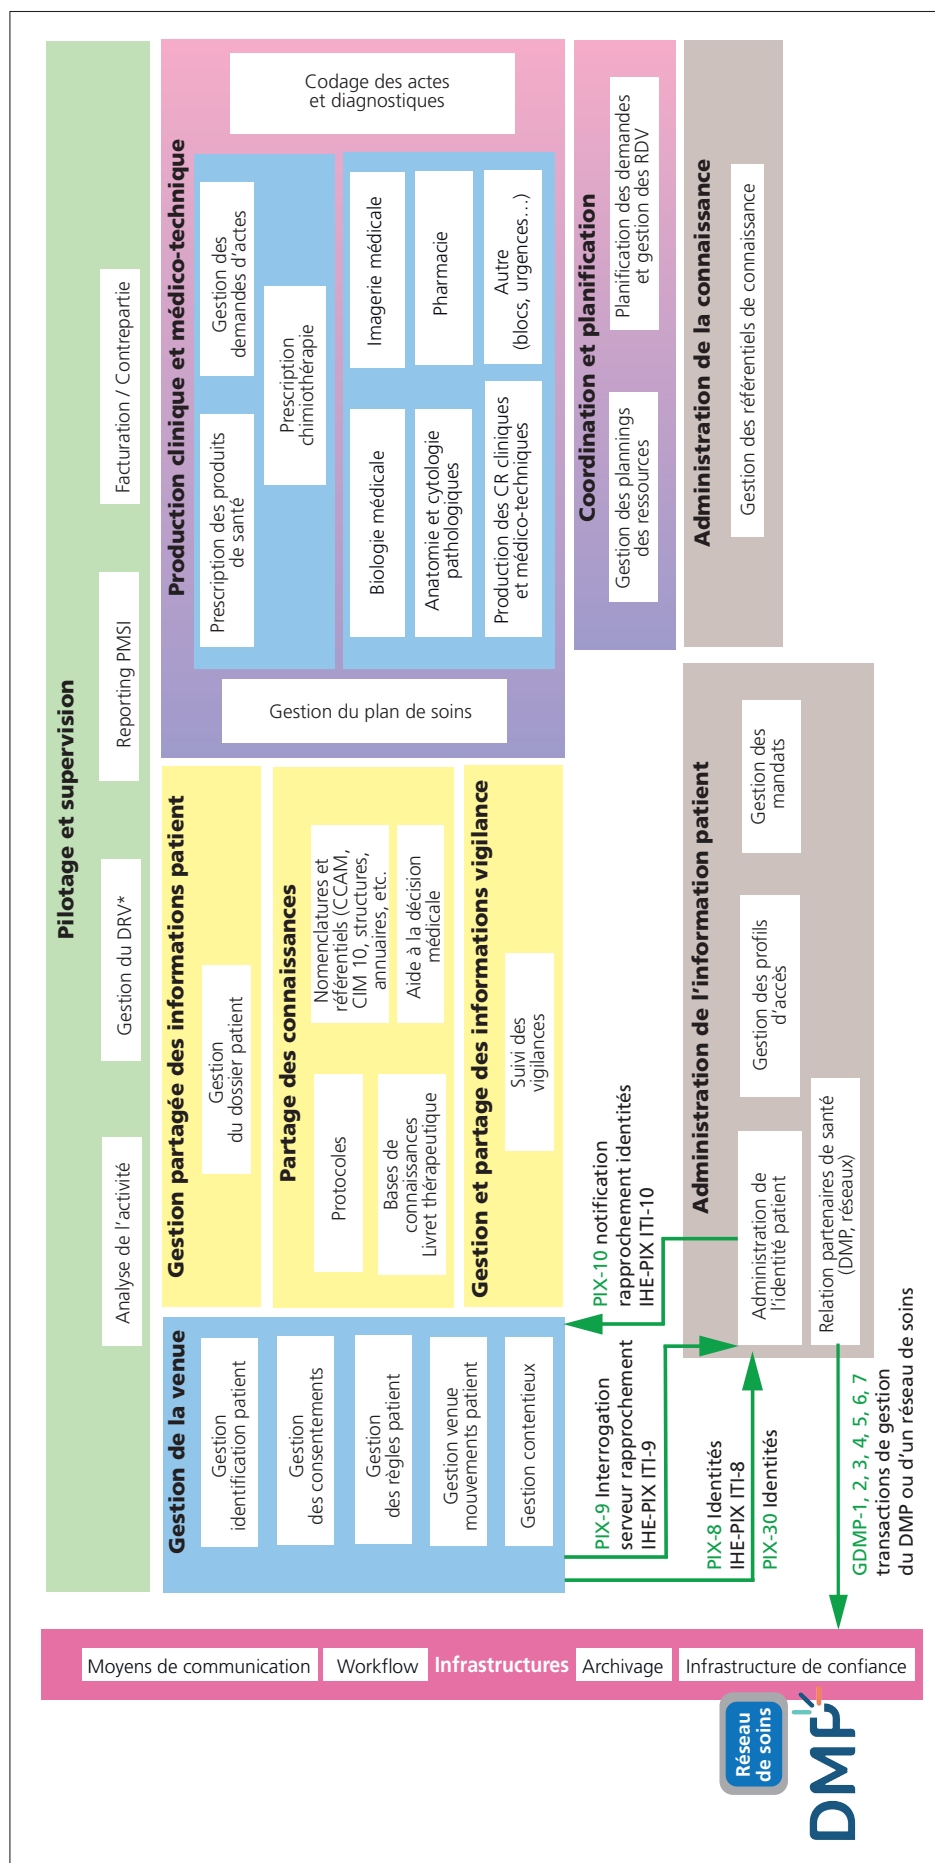 Pilotage et supervision
Analyse de l'activité
Gestion du DRV*
Reporting PMSI
Facturation / Contrepartie
Gestion de la venue
Gestion
identification patient
Gestion
des consentements
Gestion
des règles patient
Gestion venue
mouvements patient
Gestion contentieux
Gestion partagée des informations patient
Gestion
du dossier patient
Partage des connaissances
Protocoles
Nomenclatures et
référentiels (CCAM,
CIM 10, structures,
annuaires, etc.
Bases de
connaissances
Livret thérapeutique
Aide à la décision
médicale
Gestion et partage des informations vigilance
Suivi des
vigilances
Production clinique et médico-technique
Gestion du plan de soins
Prescription des produits
de santé
Gestion des
demandes d'actes
Prescription
chimiothérapie
Biologie médicale
Imagerie médicale
Anatomie et cytologie
pathologiques
Pharmacie
Production des CR cliniques
et médico-techniques
Autre
(blocs, urgences...)
Codage des actes
et diagnostiques
Coordination et planification
Gestion des plannings
des ressources
Planification des demandes
et gestion des RDV
Administration de la connaissance
Gestion des référentiels de connaissance
Administration de l'information patient
Administration de
l'identité patient
Gestion des profils
d'accès
Gestion des
mandats
Relation partenaires de santé
(DMP, réseaux)
PIX-10 notification
rapprochement identités
IHE-PIX ITI-10
PIX-9 Interrogation
serveur rapprochement
IHE-PIX ITI-9
PIX-8 Identités
IHE-PIX ITI-8
PIX-30 Identités
GDMP-1, 2, 3, 4, 5, 6, 7
transactions de gestion
du DMP ou d'un réseau de soins
Moyens de communication
Workflow
Infrastructures
Archivage
Infrastructure de confiance
Réseau
de soins
DMP